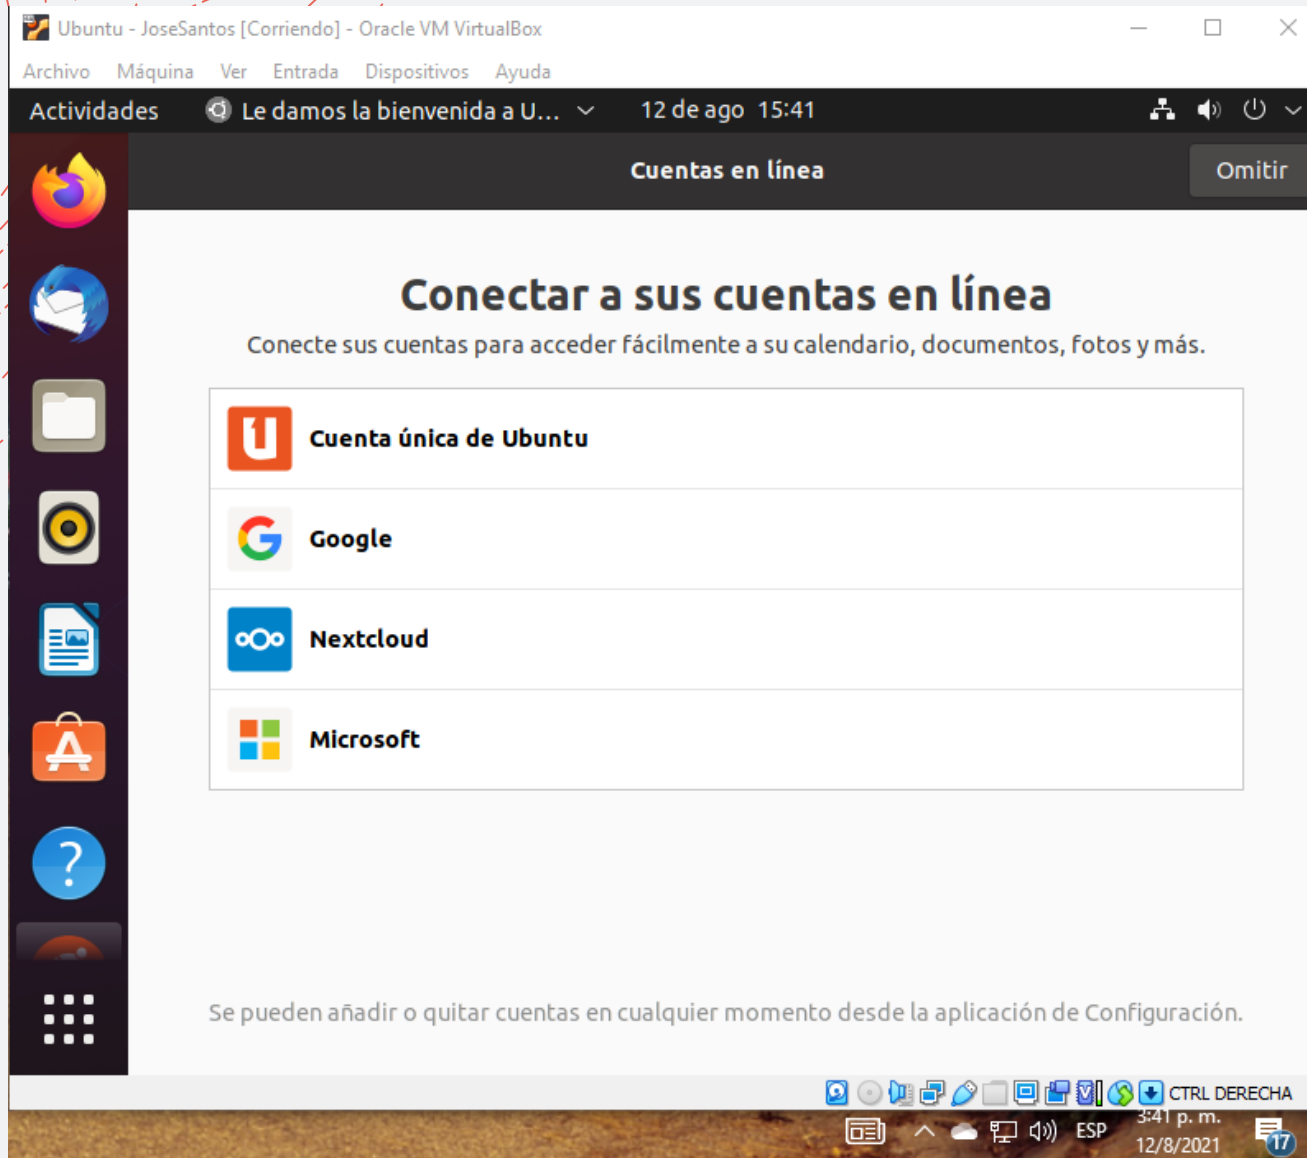 Ubuntu - JoseSantos [Corriendo] - Oracle VM VirtualBox
Archivo Máquina Ver Entrada Dispositivos Ayuda
Actividades Le damos la bienvenida a U... 12 de ago 15:41
Cuentas en línea Omitir
Conectar a sus cuentas en línea
Conecte sus cuentas para acceder fácilmente a su calendario, documentos, fotos y más.
Cuenta única de Ubuntu
Google
Nextcloud
Microsoft
Se pueden añadir o quitar cuentas en cualquier momento desde la aplicación de Configuración.
CTRL DERECHA
ESP 3:41 p. m.
12/8/2021 17